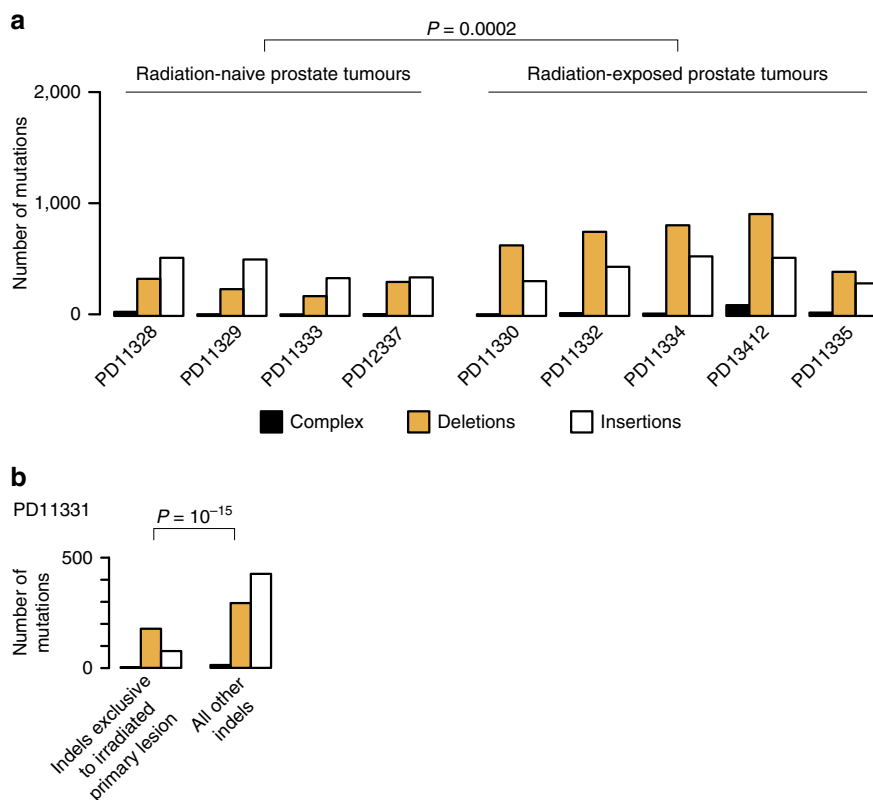 a
P = 0.0002
Radiation-naive prostate tumours
Radiation-exposed prostate tumours
Number of mutations
2,000
1,000
0
PD11328
PD11329
PD11333
PD12337
PD11330
PD11332
PD11334
PD13412
PD11335
Complex
Deletions
Insertions
b
PD11331
P = 10⁻¹⁵
Number of
mutations
500
0
Indels exclusive
to irradiated
primary lesion
All other
indels